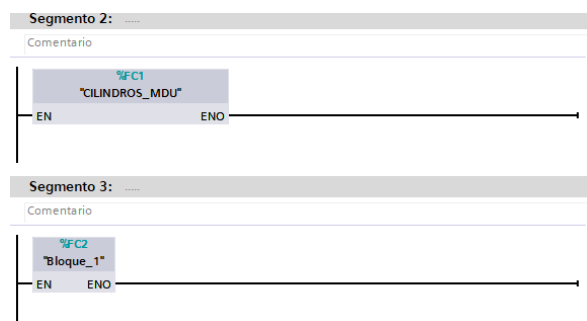 Segmento 2: .....
Comentario
%FC1
"CILINDROS_MDU"
EN ENO
Segmento 3: .....
Comentario
%FC2
"Bloque_1"
EN ENO